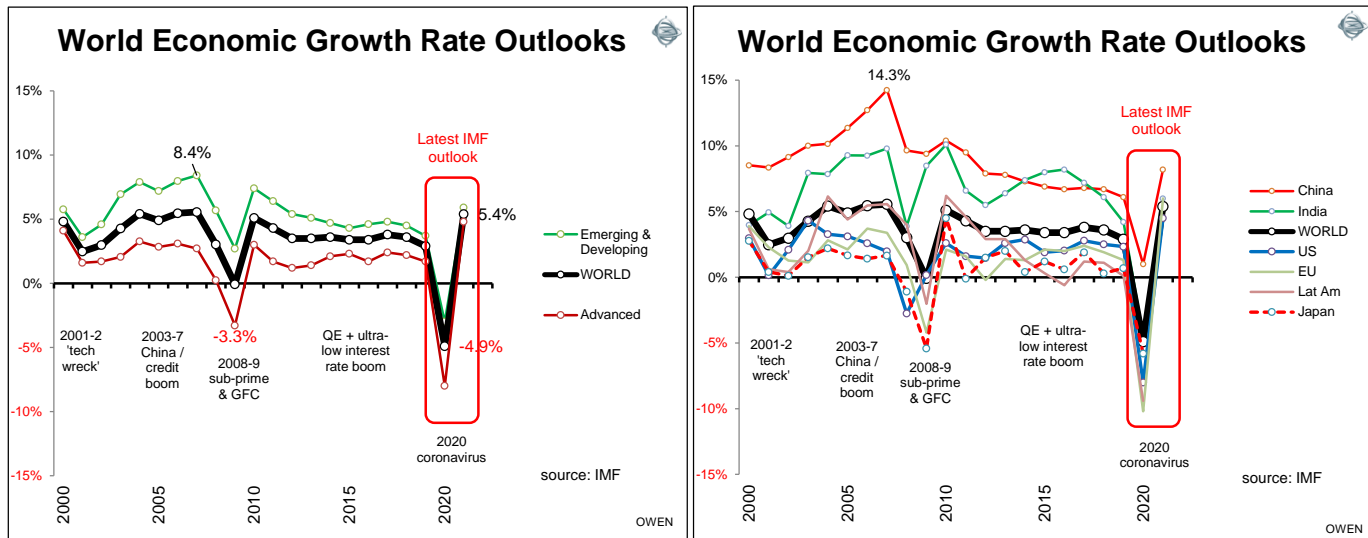 World Economic Growth Rate Outlooks
15%
10%
5%
0%
-5%
-10%
-15%
8.4%
Latest IMF
outlook
5.4%
-3.3%
-4.9%
2001-2
'tech
wreck'
2003-7
China /
credit
boom
2008-9
sub-prime
& GFC
QE + ultra-
low interest
rate boom
2020
coronavirus
Emerging &
Developing
WORLD
Advanced
source: IMF
2000
2005
2010
2015
2020
OWEN
World Economic Growth Rate Outlooks
15%
10%
5%
0%
-5%
-10%
-15%
14.3%
Latest IMF
outlook
2001-2
'tech
wreck'
2003-7
China /
credit
boom
2008-9
sub-prime
& GFC
QE + ultra-
low interest
rate boom
2020
coronavirus
China
India
WORLD
US
EU
Lat Am
Japan
source: IMF
2000
2005
2010
2015
2020
OWEN